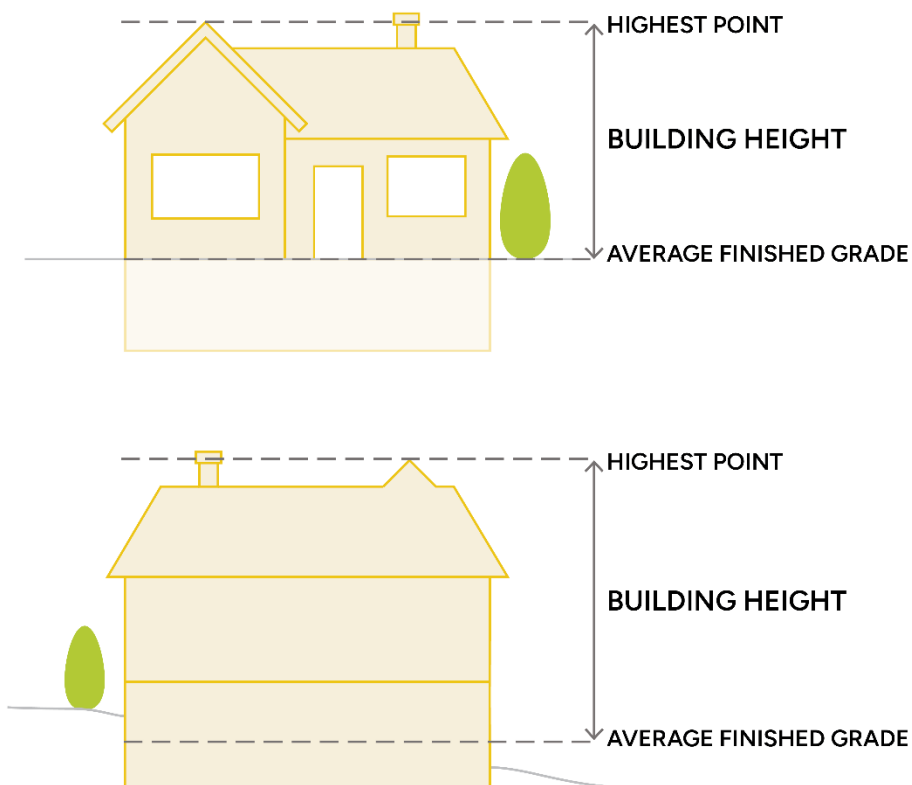 HIGHEST POINT
BUILDING HEIGHT
AVERAGE FINISHED GRADE
HIGHEST POINT
BUILDING HEIGHT
AVERAGE FINISHED GRADE